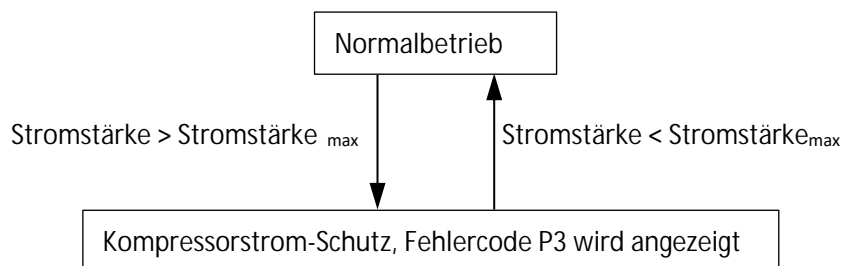 Normalbetrieb
Stromstärke > Stromstärke max
Stromstärke < Stromstärkemax
Kompressorstrom-Schutz, Fehlercode P3 wird angezeigt